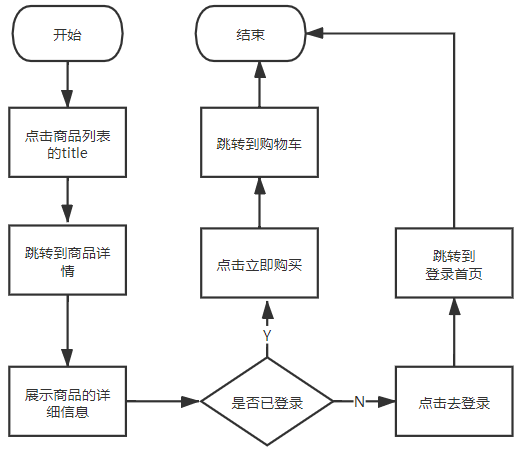 开始
点击商品列表
的title
跳转到商品详
情
展示商品的详
细信息
是否已登录
Y
点击立即购买
跳转到购物车
结束
N
点击去登录
跳转到
登录首页